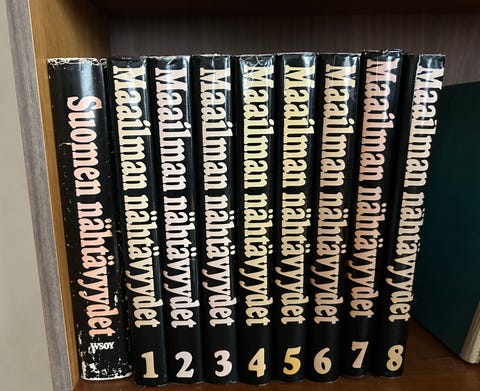 Suomen nähtävyydet
WSOY
Maailman nähtävyydet
1
Maailman nähtävyydet
2
Maailman nähtävyydet
3
Maailman nähtävyydet
4
Maailman nähtävyydet
5
Maailman nähtävyydet
6
Maailman nähtävyydet
7
Maailman nähtävyydet
8